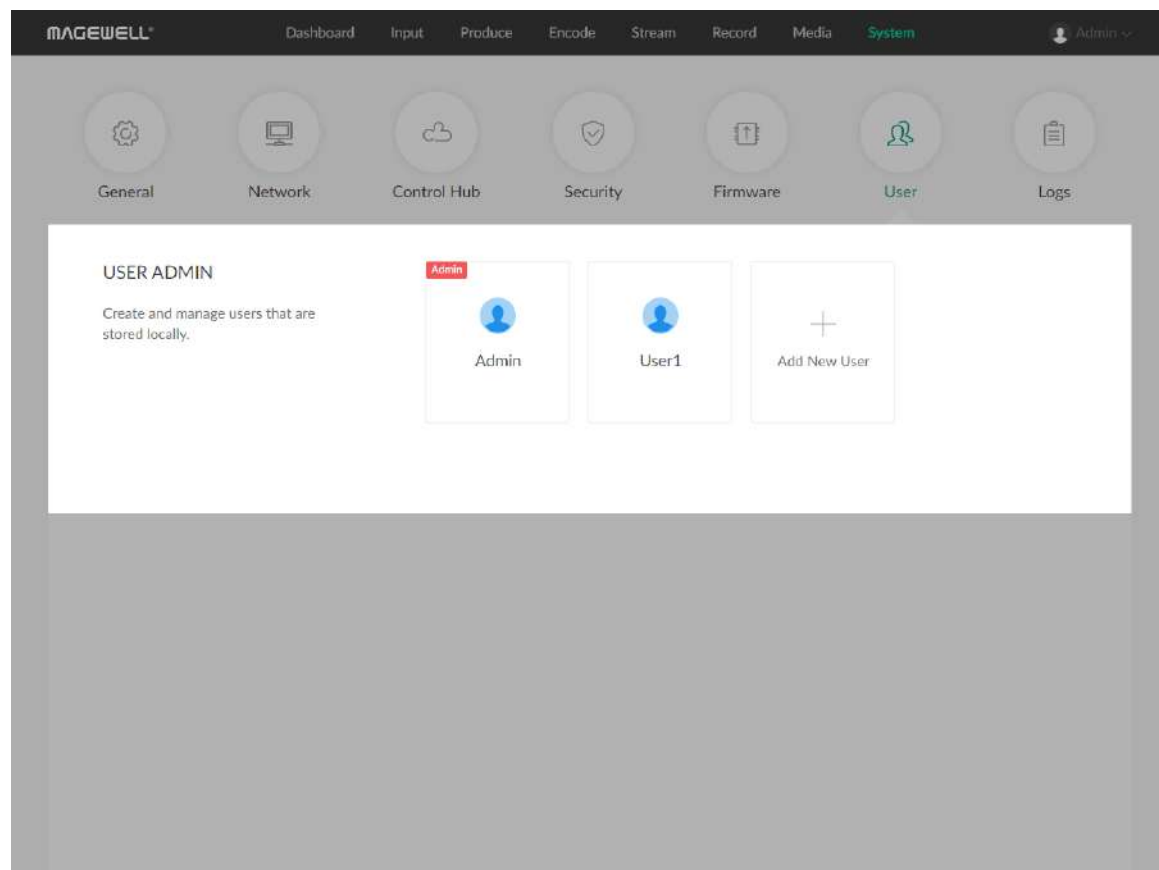 MAGEWELL®
Dashboard Input Produce Encode Stream Record Media System Admin
General Network Control Hub Security Firmware User Logs
USER ADMIN
Create and manage users that are
stored locally.
Admin
Admin
User1
Add New User